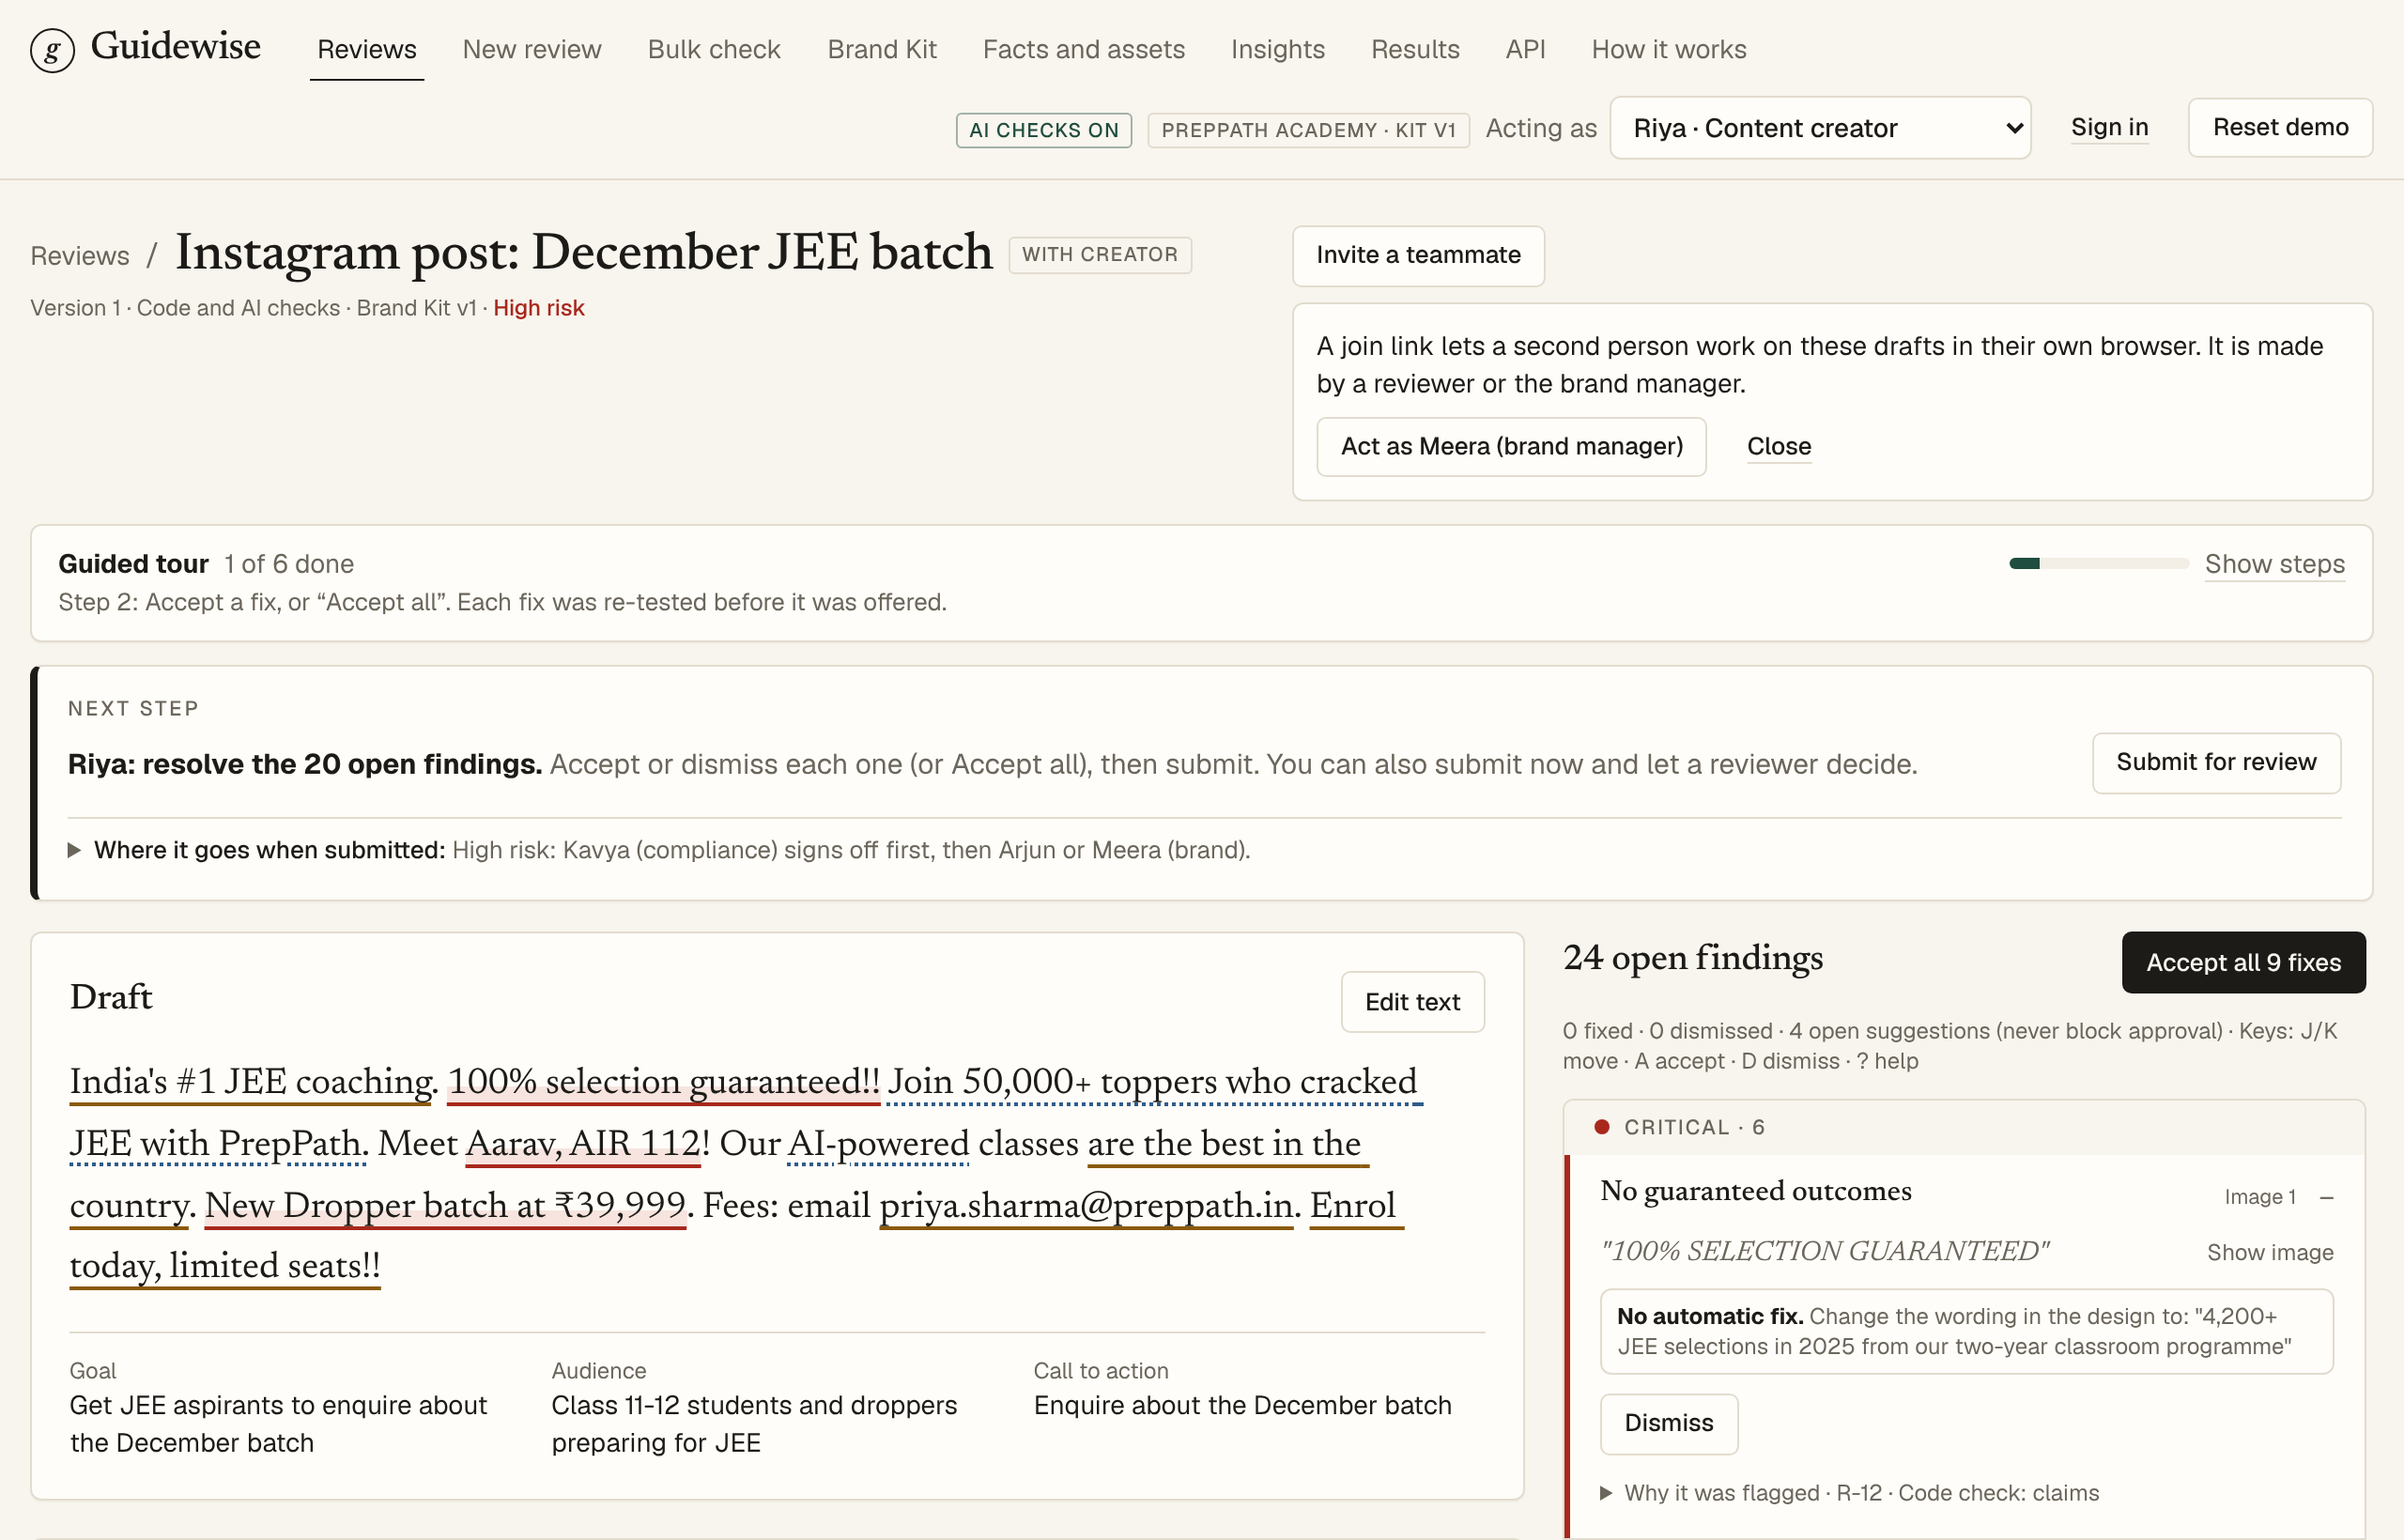 g Guidewise Reviews New review Bulk check Brand Kit Facts and assets Insights Results API How it works
AI CHECKS ON PREPPATH ACADEMY · KIT V1 Acting as Riya · Content creator Sign in Reset demo
Reviews / Instagram post: December JEE batch WITH CREATOR
Version 1 · Code and AI checks · Brand Kit v1 · High risk
Invite a teammate
A join link lets a second person work on these drafts in their own browser. It is made
by a reviewer or the brand manager.
Act as Meera (brand manager) Close
Guided tour 1 of 6 done Show steps
Step 2: Accept a fix, or “Accept all”. Each fix was re-tested before it was offered.
NEXT STEP
Riya: resolve the 20 open findings. Accept or dismiss each one (or Accept all), then submit. You can also submit now and let a reviewer decide. Submit for review
Where it goes when submitted: High risk: Kavya (compliance) signs off first, then Arjun or Meera (brand).
Draft Edit text
India's #1 JEE coaching. 100% selection guaranteed!! Join 50,000+ toppers who cracked
JEE with PrepPath. Meet Aarav, AIR 112! Our AI-powered classes are the best in the
country. New Dropper batch at ₹39,999. Fees: email priya.sharma@preppath.in. Enrol
today, limited seats!!
Goal
Get JEE aspirants to enquire about
the December batch
Audience
Class 11-12 students and droppers
preparing for JEE
Call to action
Enquire about the December batch
24 open findings Accept all 9 fixes
0 fixed · 0 dismissed · 4 open suggestions (never block approval) · Keys: J/K
move · A accept · D dismiss · ? help
CRITICAL · 6
No guaranteed outcomes Image 1 –
"100% SELECTION GUARANTEED" Show image
No automatic fix. Change the wording in the design to: "4,200+
JEE selections in 2025 from our two-year classroom programme"
Dismiss
Why it was flagged · R-12 · Code check: claims